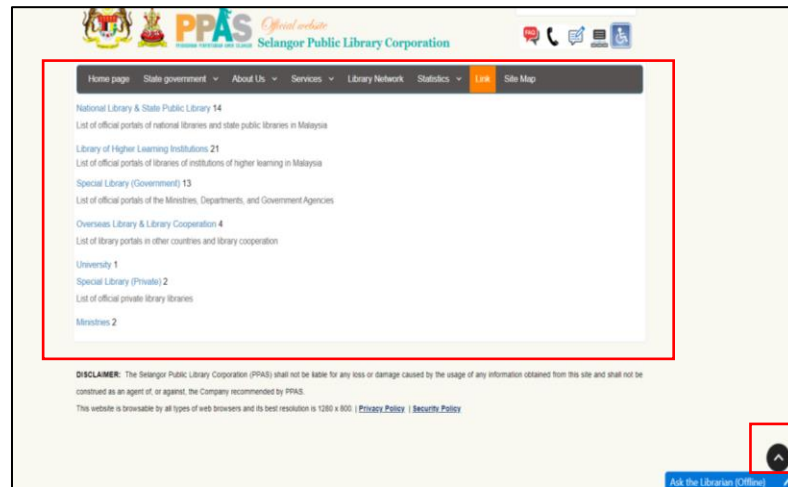 PPAS Official website
PERBADANAN PERPUSTAKAAN AWAM SELANGOR Selangor Public Library Corporation
FAQ
Home page State government About Us Services Library Network Statistics Link Site Map
National Library & State Public Library 14
List of official portals of national libraries and state public libraries in Malaysia
Library of Higher Learning Institutions 21
List of official portals of libraries of institutions of higher learning in Malaysia
Special Library (Government) 13
List of official portals of the Ministries, Departments, and Government Agencies
Overseas Library & Library Cooperation 4
List of library portals in other countries and library cooperation
University 1
Special Library (Private) 2
List of official private library libraries
Ministries 2
DISCLAIMER: The Selangor Public Library Corporation (PPAS) shall not be liable for any loss or damage caused by the usage of any information obtained from this site and shall not be
construed as an agent of, or against, the Company recommended by PPAS.
This website is browsable by all types of web browsers and its best resolution is 1280 x 800. | Privacy Policy | Security Policy
Ask the Librarian (Offline)